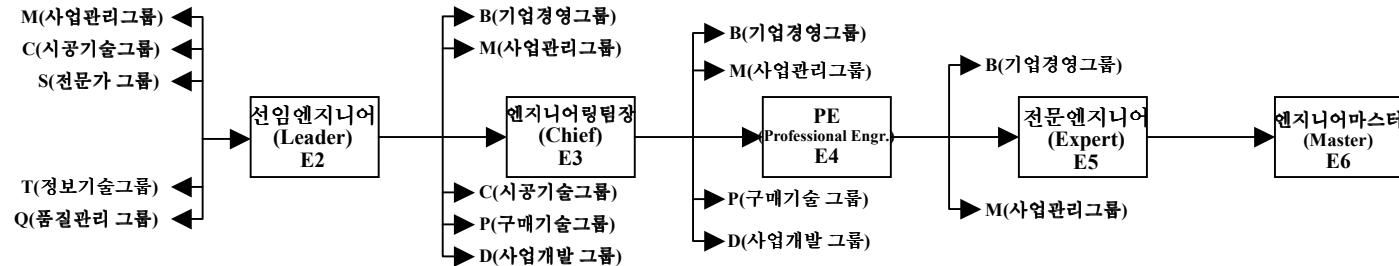 M(사업관리그룹)
C(시공기술그룹)
S(전문가 그룹)
T(정보기술그룹)
Q(품질관리 그룹)
선임엔지니어
(Leader)
E2
B(기업경영그룹)
M(사업관리그룹)
C(시공기술그룹)
P(구매기술그룹)
D(사업개발 그룹)
엔지니어링팀장
(Chief)
E3
B(기업경영그룹)
M(사업관리그룹)
P(구매기술 그룹)
D(사업개발 그룹)
PE
(Professional Engr.)
E4
B(기업경영그룹)
M(사업관리그룹)
전문엔지니어
(Expert)
E5
엔지니어마스터
(Master)
E6